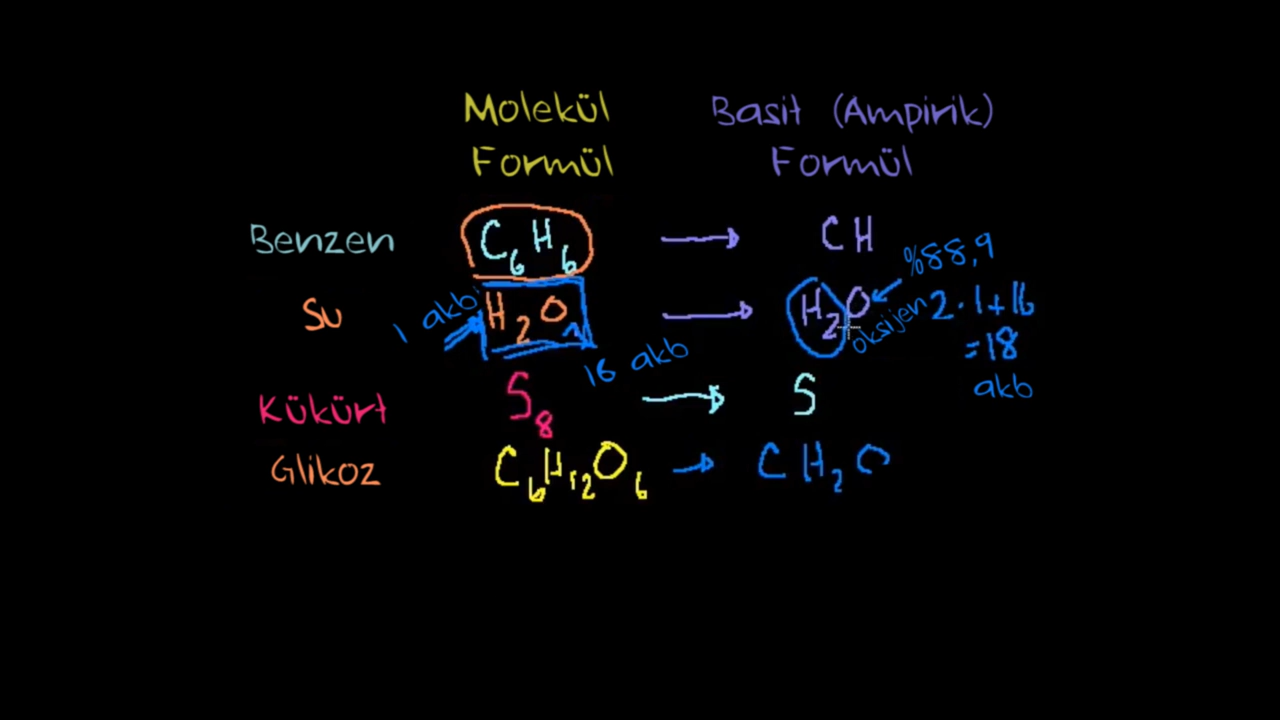 Molekül Basit (Ampirik)
Formül Formül
Benzen C₆H₆ → CH
%88,9
Su 1 akb H₂O → H₂O oksijen 2·1+16
=18
16 akb
akb
Kükürt S₈ → S
Glikoz C₆H₁₂O₆ → CH₂O